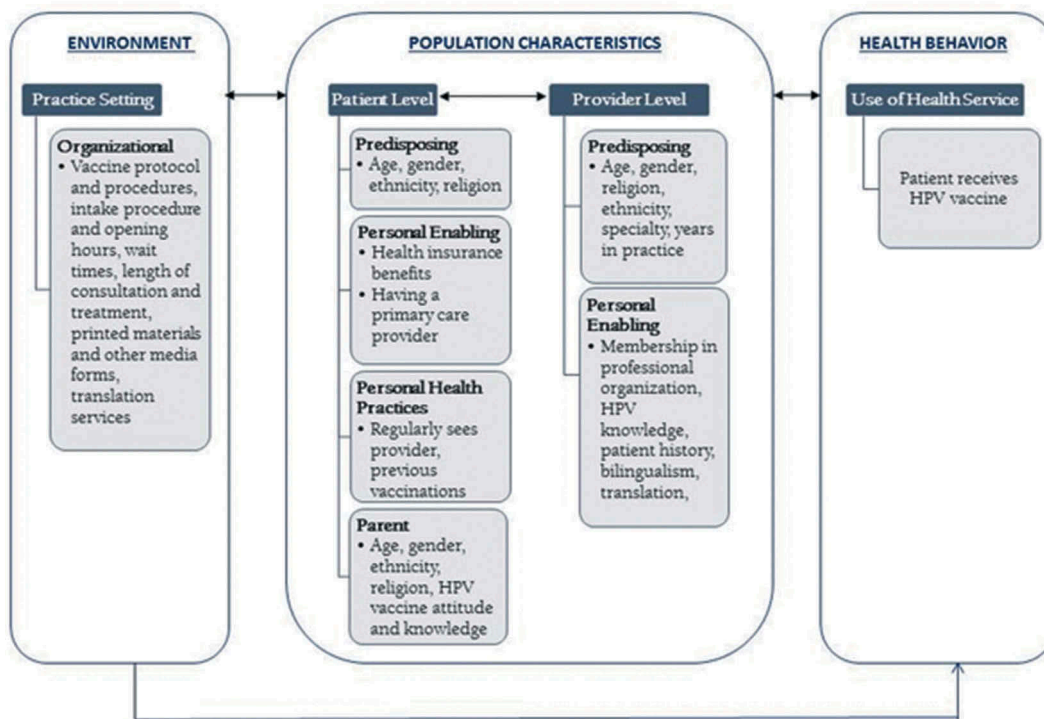 ENVIRONMENT
Practice Setting
Organizational
• Vaccine protocol
and procedures,
intake procedure
and opening
hours, wait
times, length of
consultation and
treatment,
printed materials
and other media
forms,
translation
services
POPULATION CHARACTERISTICS
Patient Level
Predisposing
• Age, gender,
ethnicity, religion
Personal Enabling
• Health insurance
benefits
• Having a
primary care
provider
Personal Health
Practices
• Regularly sees
provider,
previous
vaccinations
Parent
• Age, gender,
ethnicity,
religion, HPV
vaccine attitude
and knowledge
Provider Level
Predisposing
• Age, gender,
religion,
ethnicity,
specialty, years
in practice
Personal
Enabling
• Membership in
professional
organization,
HPV
knowledge,
patient history,
bilingualism,
translation,
HEALTH BEHAVIOR
Use of Health Service
Patient receives
HPV vaccine